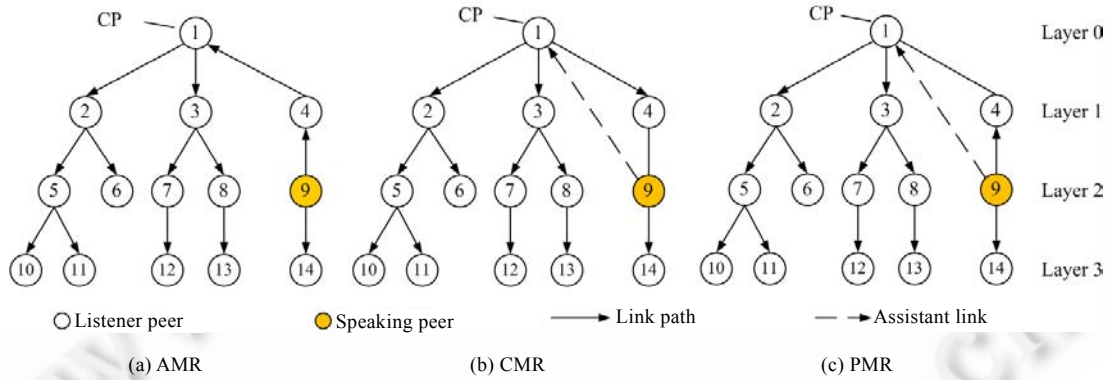 CP CP CP
1 1 1 Layer 0
2 3 4 2 3 4 2 3 4 Layer 1
5 6 7 8 9 5 6 7 8 9 5 6 7 8 9 Layer 2
10 11 12 13 14 10 11 12 13 14 10 11 12 13 14 Layer 3
Listener peer Speaking peer Link path Assistant link
(a) AMR (b) CMR (c) PMR